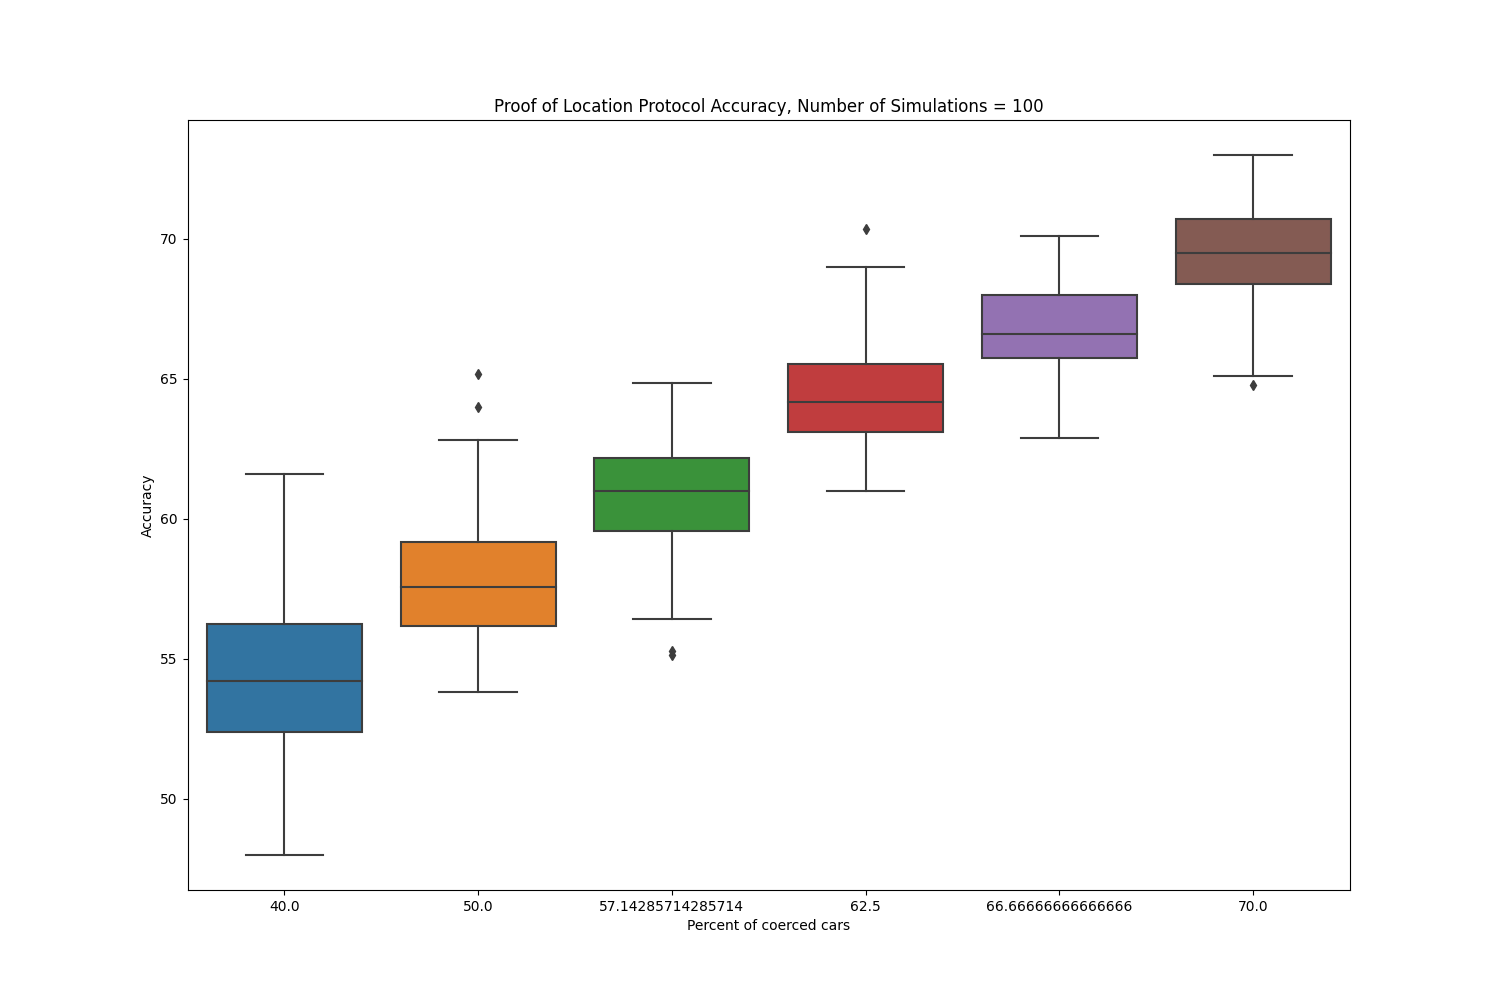 Proof of Location Protocol Accuracy, Number of Simulations = 100
70
65
60
55
50
Accuracy
40.0 50.0 57.14285714285714 62.5 66.66666666666666 70.0
Percent of coerced cars